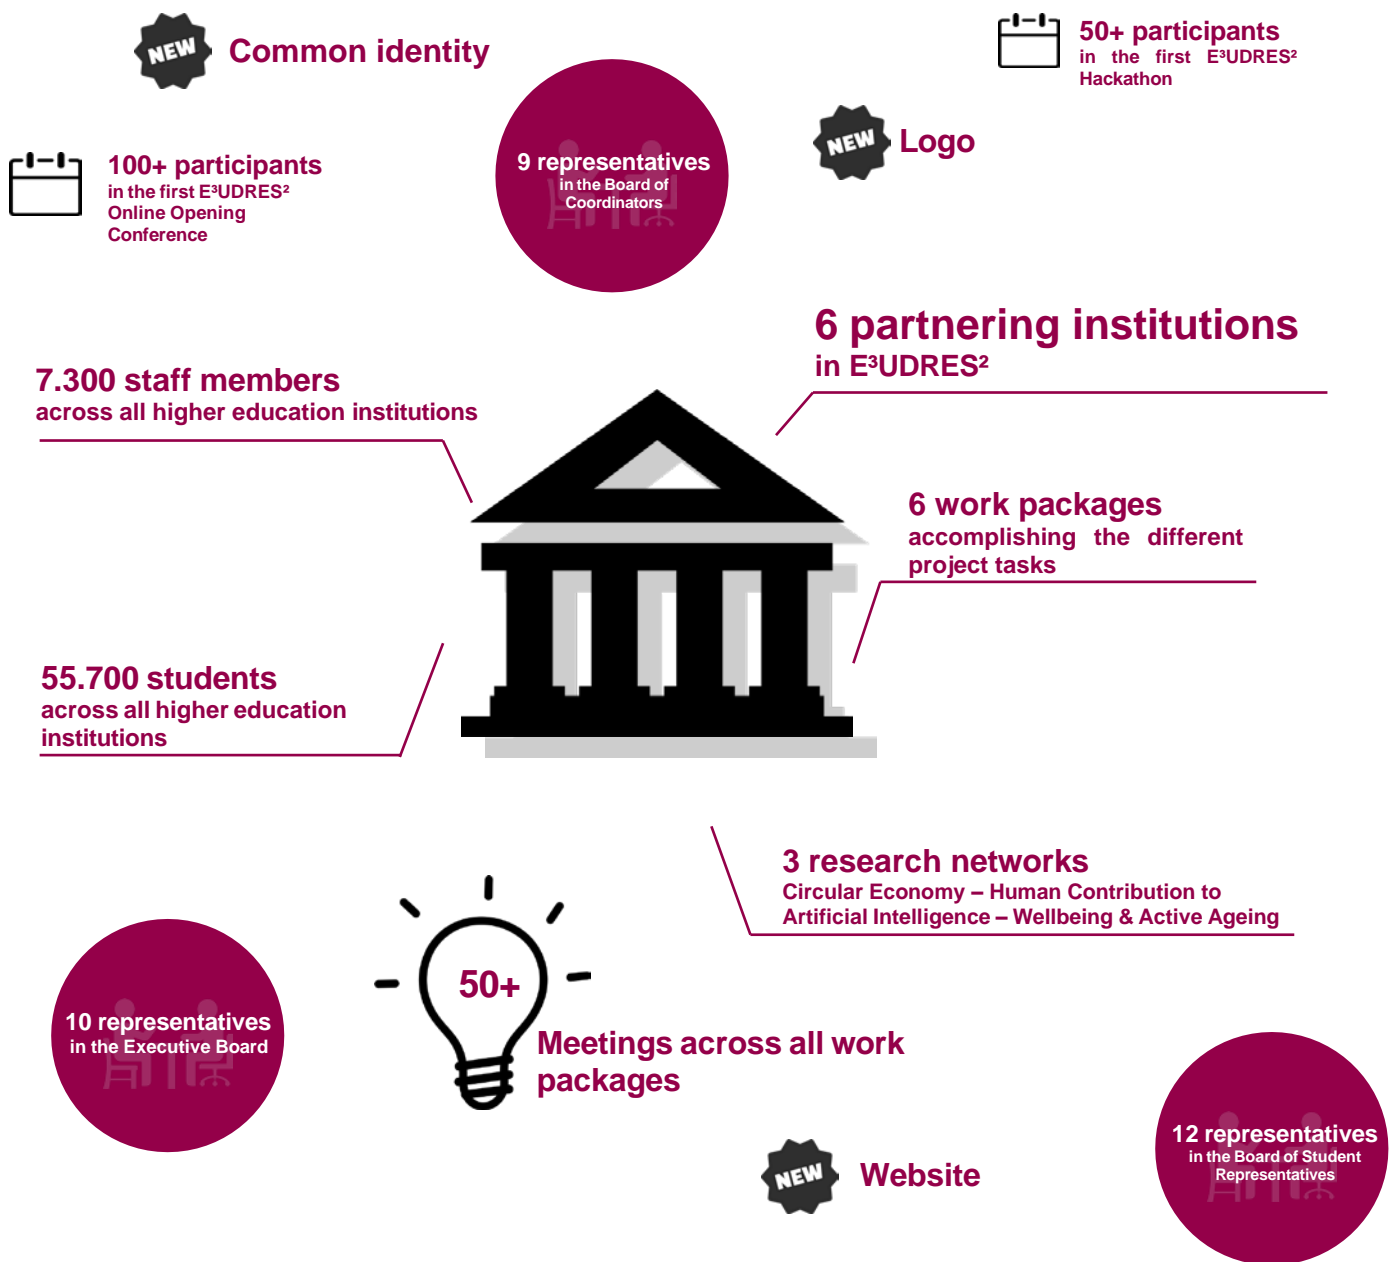 NEW
Common identity
50+ participants
in the first E³UDRES²
Hackathon
NEW
Logo
100+ participants
in the first E³UDRES²
Online Opening
Conference
9 representatives
in the Board of
Coordinators
6 partnering institutions
in E³UDRES²
7.300 staff members
across all higher education institutions
6 work packages
accomplishing the different
project tasks
55.700 students
across all higher education
institutions
3 research networks
Circular Economy – Human Contribution to
Artificial Intelligence – Wellbeing & Active Ageing
50+
Meetings across all work
packages
10 representatives
in the Executive Board
12 representatives
in the Board of Student
Representatives
NEW
Website